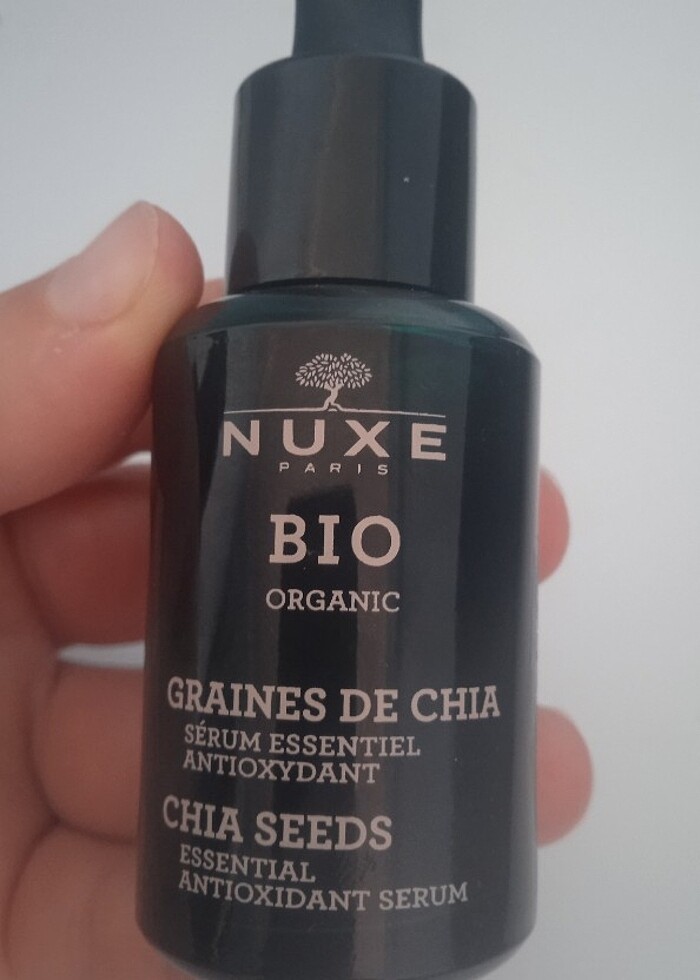 NUXE
PARIS
BIO
ORGANIC
GRAINES DE CHIA
SÉRUM ESSENTIEL
ANTIOXYDANT
CHIA SEEDS
ESSENTIAL
ANTIOXIDANT SERUM